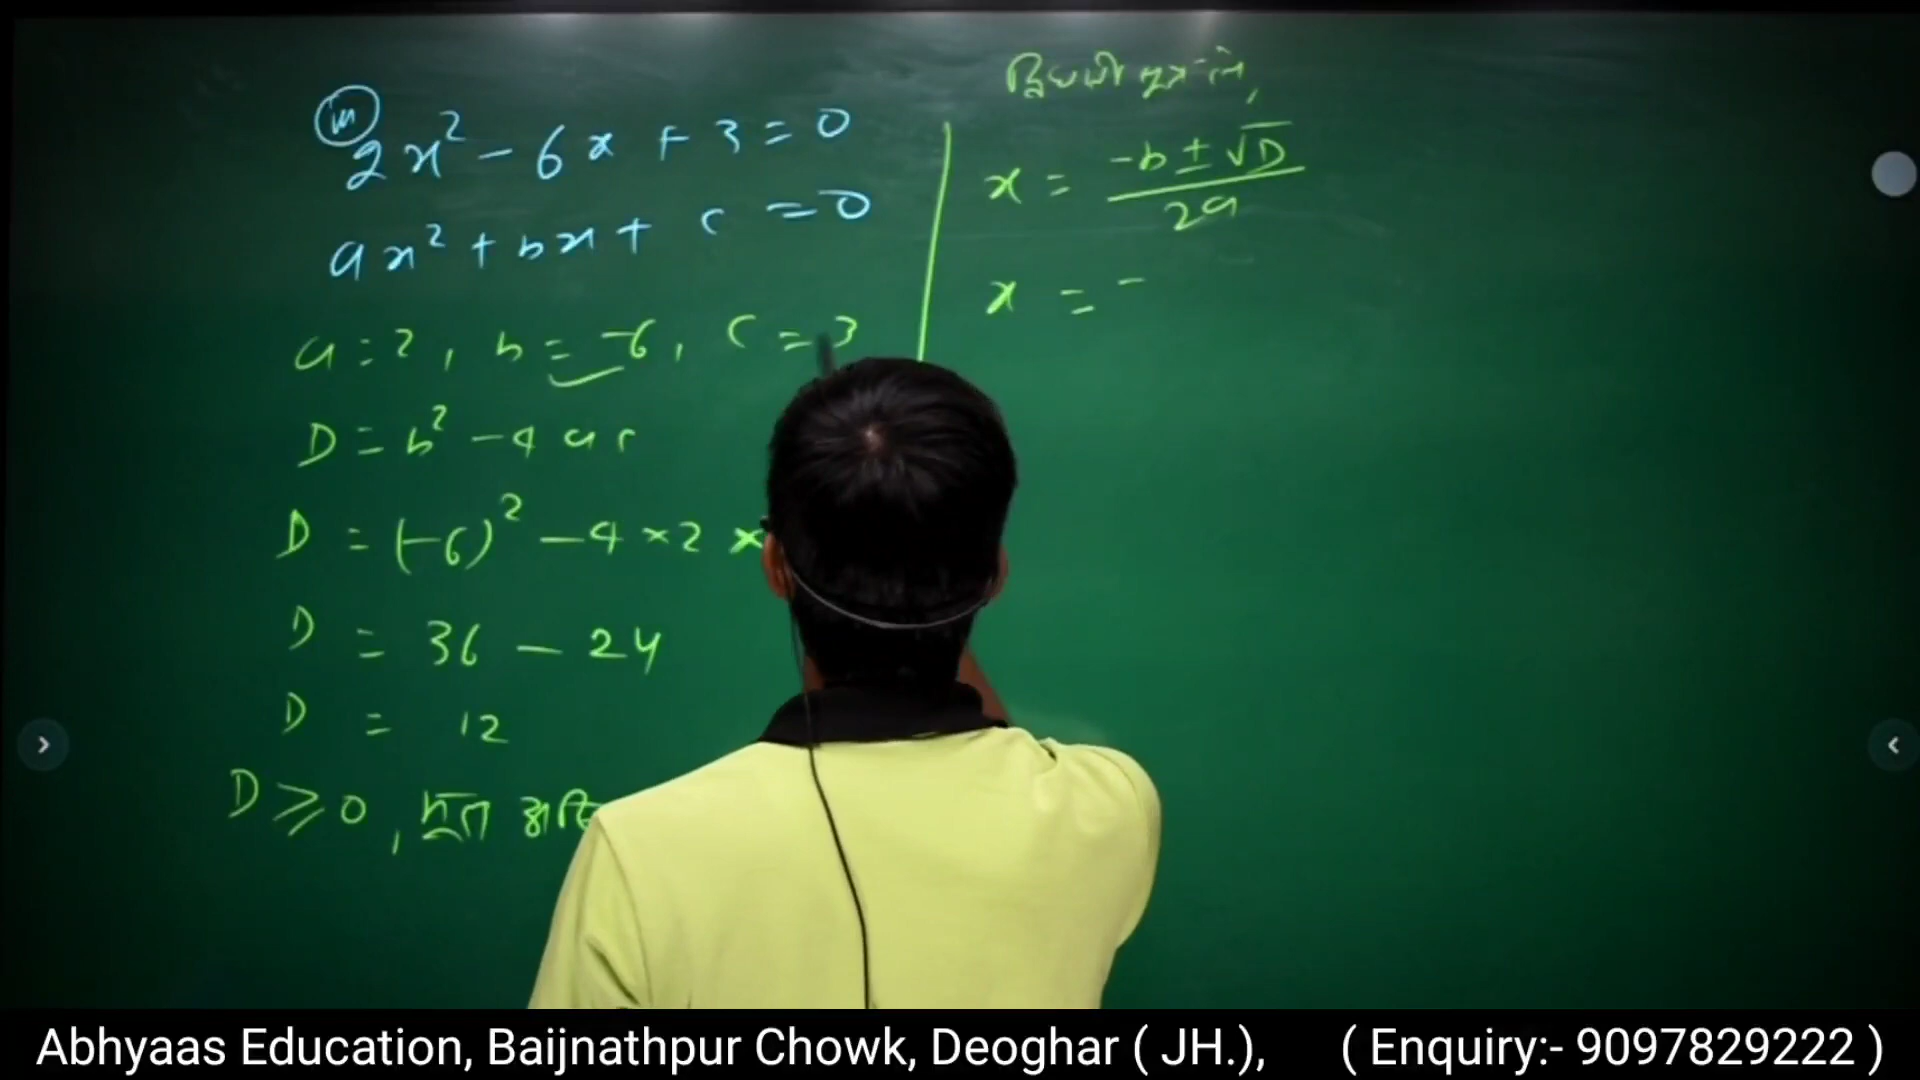 (iii) 2x² - 6x + 3 = 0
ax² + bx + c = 0
a = 2, b = -6, c = 3
D = b² - 4ac
D = (-6)² - 4 × 2 ×
D = 36 - 24
D = 12
D ≥ 0, मूल
सूत्र से,
x = (-b ± √D) / 2a
x = -
Abhyaas Education, Baijnathpur Chowk, Deoghar ( JH.), ( Enquiry:- 9097829222 )